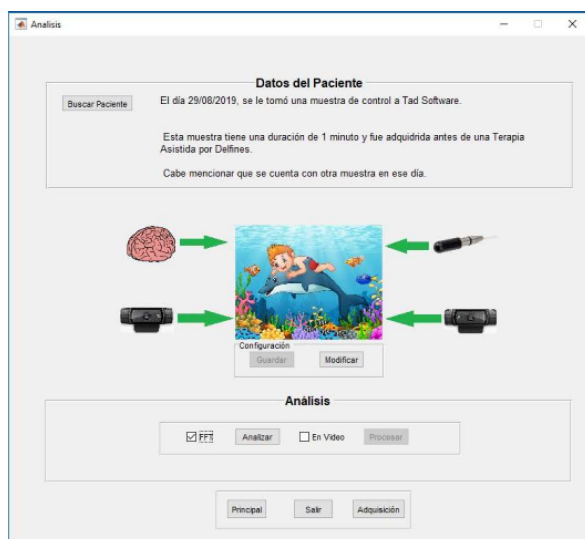 Analisis
Datos del Paciente
Buscar Paciente
El día 29/08/2019, se le tomó una muestra de control a Tad Software.
Esta muestra tiene una duración de 1 minuto y fue adquidrida antes de una Terapia
Asistida por Delfines.
Cabe mencionar que se cuenta con otra muestra en ese día.
Configuración
Guardar
Modificar
Análisis
FFT
Analizar
En Video
Procesar
Principal
Salir
Adquisición